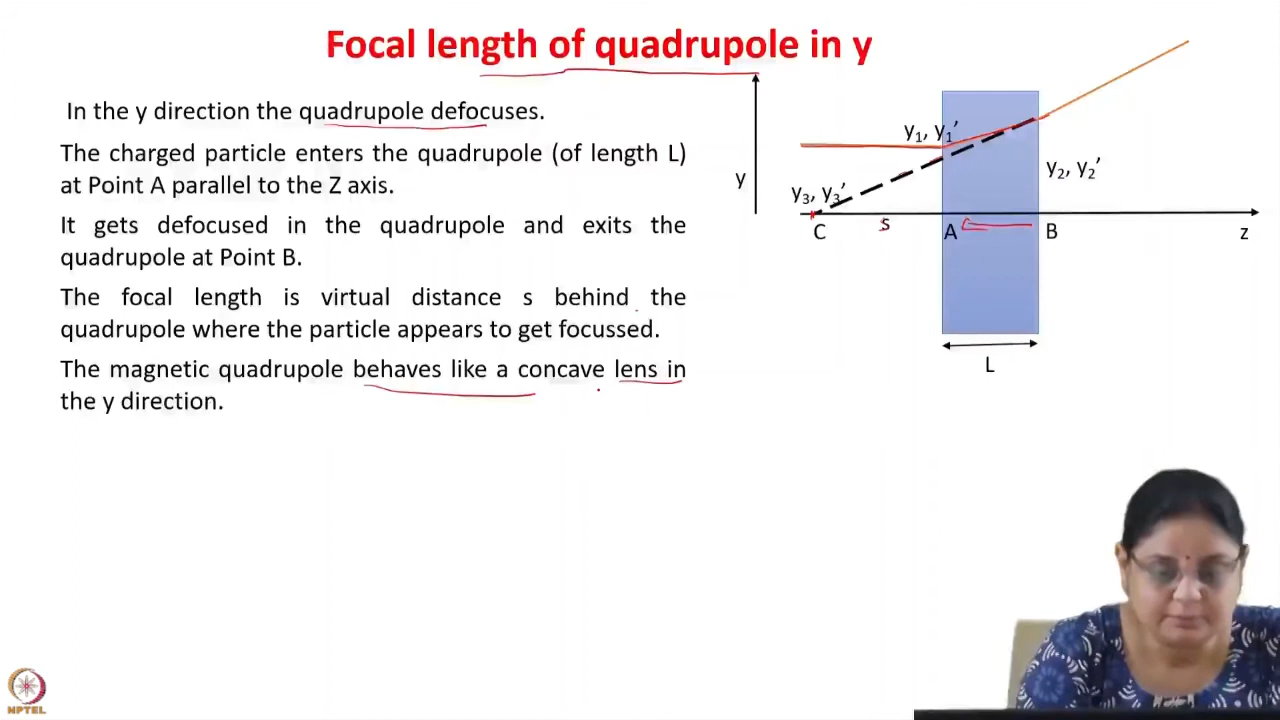 Focal length of quadrupole in y
In the y direction the quadrupole defocuses.
The charged particle enters the quadrupole (of length L)
at Point A parallel to the Z axis.
It gets defocused in the quadrupole and exits the
quadrupole at Point B.
The focal length is virtual distance s behind the
quadrupole where the particle appears to get focussed.
The magnetic quadrupole behaves like a concave lens in
the y direction.
y₁, y₁′
y₂, y₂′
y
y₃, y₃′
C
s
A
B
z
L
NPTEL